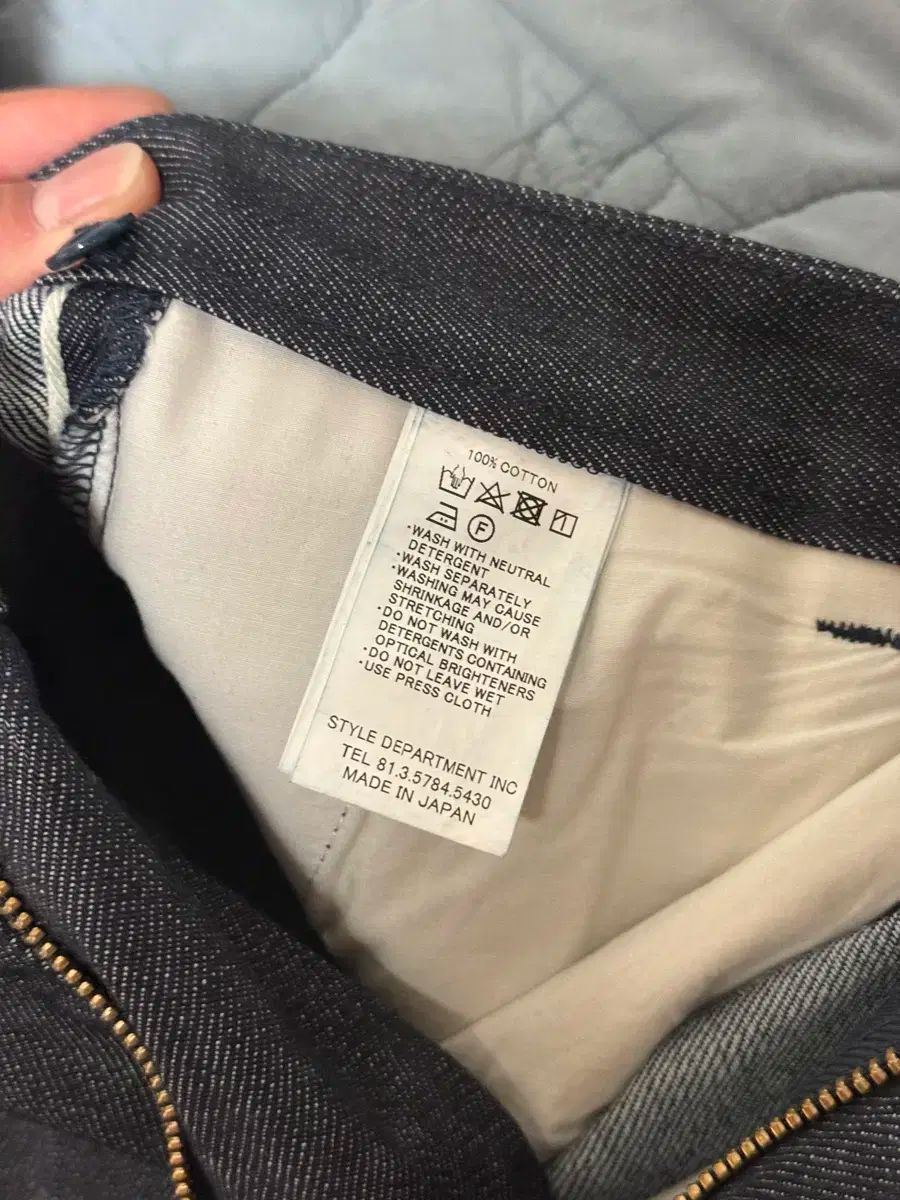 100% COTTON
F
·WASH WITH NEUTRAL
DETERGENT
·WASH SEPARATELY
·WASHING MAY CAUSE
SHRINKAGE AND/OR
STRETCHING
·DO NOT WASH WITH
DETERGENTS CONTAINING
OPTICAL BRIGHTENERS
·DO NOT LEAVE WET
·USE PRESS CLOTH
STYLE DEPARTMENT INC
TEL 81.3.5784.5430
MADE IN JAPAN